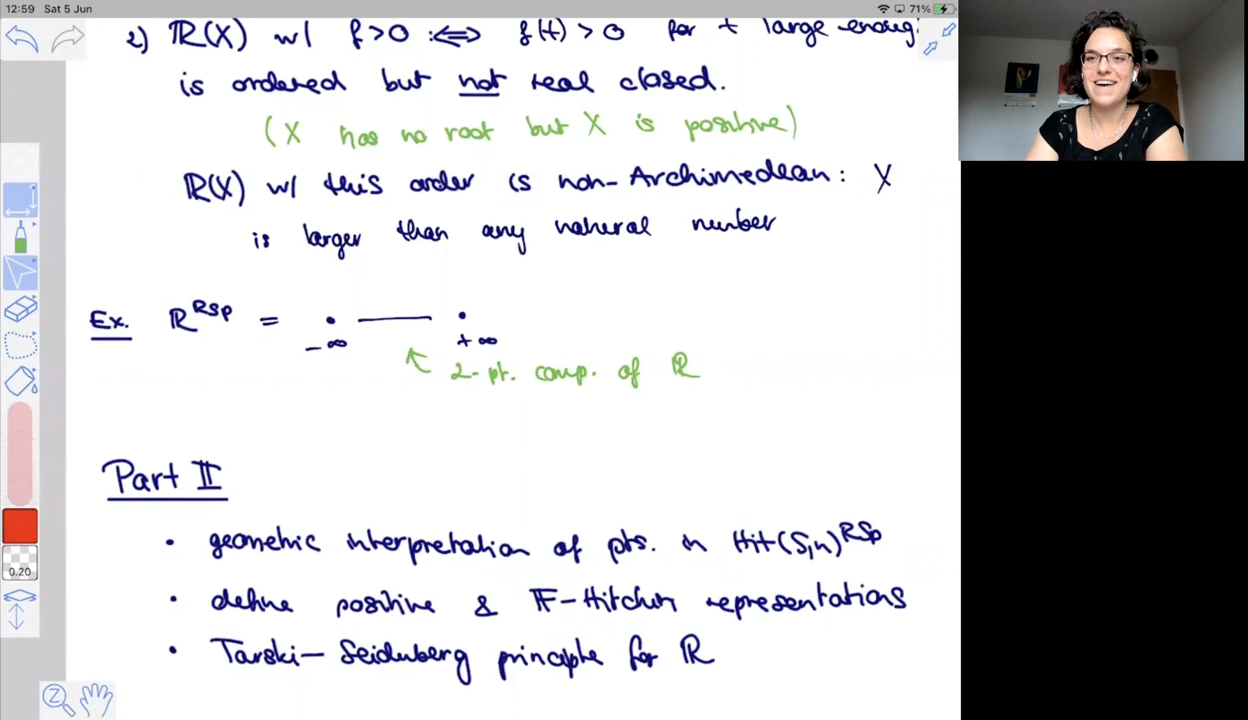 12:59 Sat 5 Jun 71%
2) ℝ(X) w/ f>0 :⟺ f(t) > 0 for t large enoug
is ordered but not real closed.
(X has no root but X is positive)
ℝ(X) w/ this order is non-Archimedean: X
is larger than any natural number
Ex. ℝ^RSp = • —— •
-∞ +∞
↖ 2-pt. comp. of ℝ
Part II
• geometric interpretation of pts. in Hit(S,n)^RSp
• define positive & 𝔽-Hitchin representations
• Tarski-Seidenberg principle for ℝ
0.20
Z